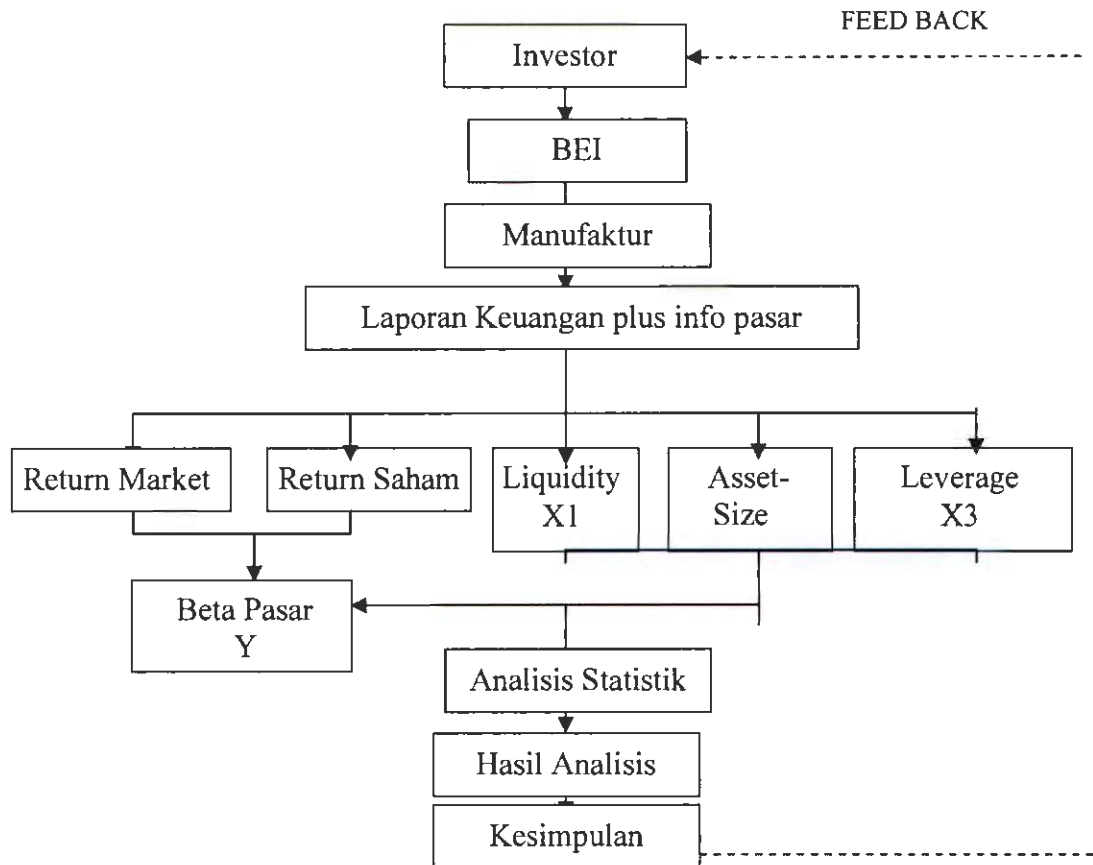 FEED BACK
Investor
BEI
Manufaktur
Laporan Keuangan plus info pasar
Return Market
Return Saham
Liquidity
X1
Asset-
Size
Leverage
X3
Beta Pasar
Y
Analisis Statistik
Hasil Analisis
Kesimpulan